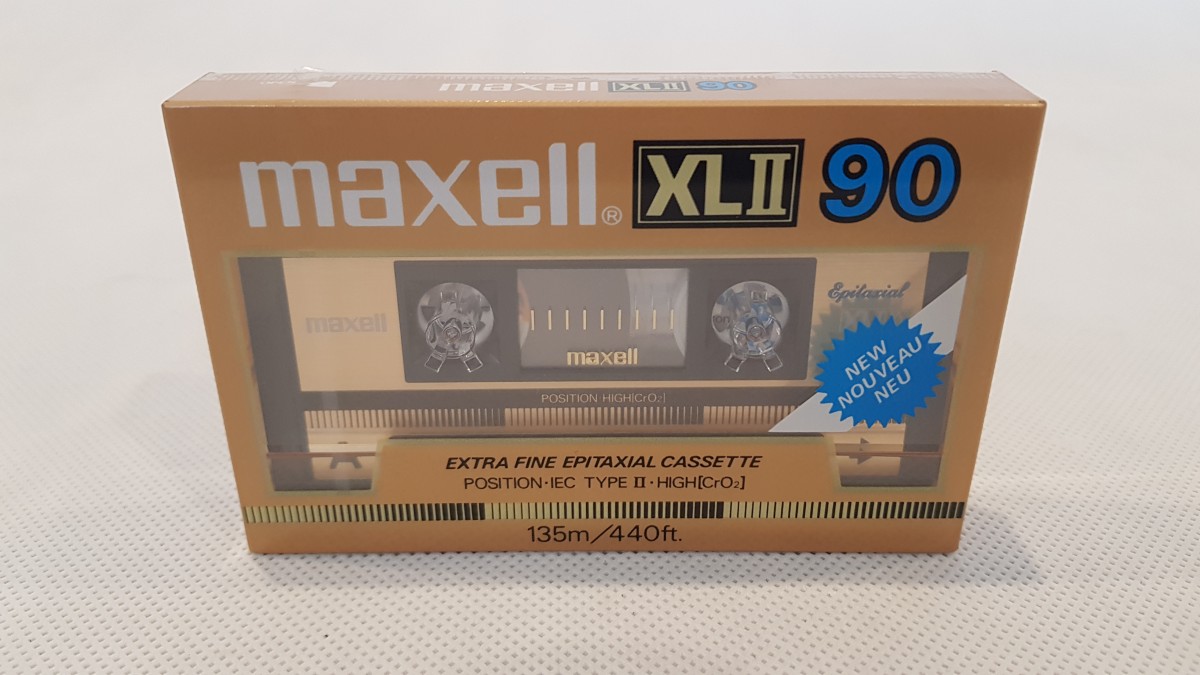 maxell XLII 90
maxell® XLII 90
Epitaxial
maxell
maxell
NEW
NOUVEAU
NEU
POSITION HIGH[CrO₂]
A
EXTRA FINE EPITAXIAL CASSETTE
POSITION·IEC TYPE II·HIGH[CrO₂]
135m/440ft.